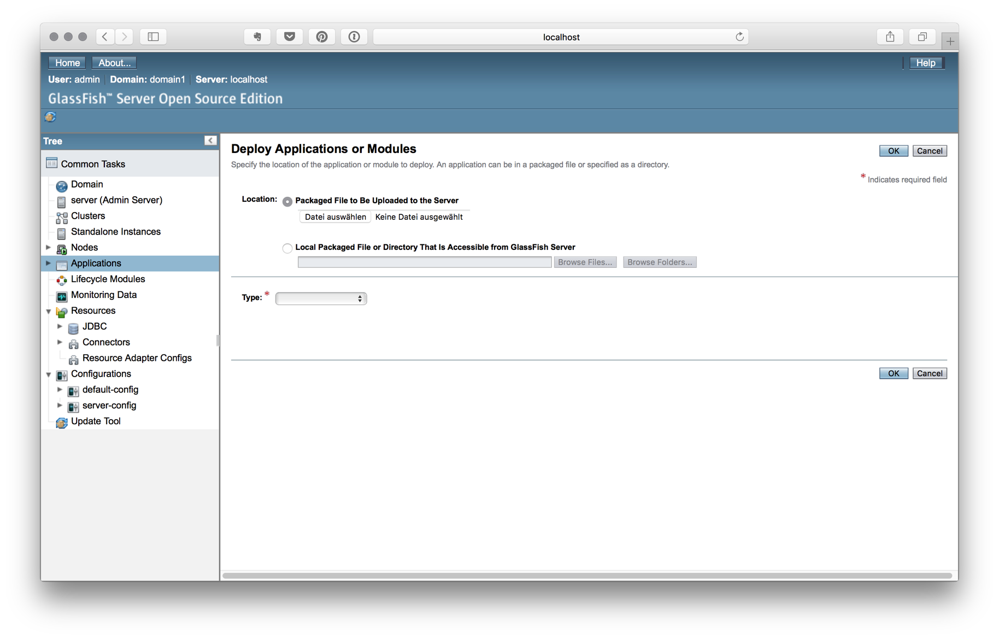 localhost
Home About... Help
User: admin Domain: domain1 Server: localhost
GlassFish™ Server Open Source Edition
Tree
Common Tasks
Domain
server (Admin Server)
Clusters
Standalone Instances
Nodes
Applications
Lifecycle Modules
Monitoring Data
Resources
JDBC
Connectors
Resource Adapter Configs
Configurations
default-config
server-config
Update Tool
Deploy Applications or Modules
OK Cancel
Specify the location of the application or module to deploy. An application can be in a packaged file or specified as a directory.
* Indicates required field
Location: Packaged File to Be Uploaded to the Server
Datei auswählen Keine Datei ausgewählt
Local Packaged File or Directory That Is Accessible from GlassFish Server
Browse Files... Browse Folders...
Type: *
OK Cancel